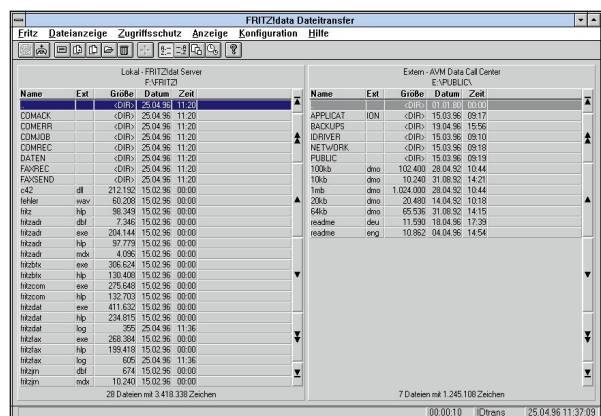 FRITZ!data Dateitransfer
Fritz Dateianzeige Zugriffsschutz Anzeige Konfiguration Hilfe
Lokal - FRITZ!dat Server
F:\FRITZ!
Name Ext Größe Datum Zeit
.. <DIR> 25.04.96 11:20
COMACK <DIR> 25.04.96 11:20
COMERR <DIR> 25.04.96 11:20
COMJOB <DIR> 25.04.96 11:20
COMREC <DIR> 25.04.96 11:20
DATEN <DIR> 25.04.96 11:20
FAXREC <DIR> 25.04.96 11:20
FAXSEND <DIR> 25.04.96 11:20
c42 dll 212.192 15.02.96 00:00
fehler wav 60.208 15.02.96 00:00
fritz hlp 98.349 15.02.96 00:00
fritzadr dbf 7.346 15.02.96 00:00
fritzadr exe 204.144 15.02.96 00:00
fritzadr hlp 97.779 15.02.96 00:00
fritzadr mdx 4.096 15.02.96 00:00
fritzbtx exe 306.624 15.02.96 00:00
fritzbtx hlp 130.408 15.02.96 00:00
fritzcom exe 275.648 15.02.96 00:00
fritzcom hlp 132.703 15.02.96 00:00
fritzdat exe 411.632 15.02.96 00:00
fritzdat hlp 234.815 15.02.96 00:00
fritzdat log 355 25.04.96 11:36
fritzfax exe 268.384 15.02.96 00:00
fritzfax hlp 199.418 15.02.96 00:00
fritzfax log 605 25.04.96 11:36
fritzjrn dbf 674 15.02.96 00:00
fritzjrn mdx 10.240 15.02.96 00:00
28 Dateien mit 3.418.338 Zeichen
Extern - AVM Data Call Center
E:\PUBLIC\
Name Ext Größe Datum Zeit
<DIR> 01.01.80 00:00
APPLICAT ION <DIR> 15.03.96 09:17
BACKUPS <DIR> 19.04.96 15:56
IDRIVER <DIR> 15.03.96 09:10
NETWORK <DIR> 15.03.96 09:18
PUBLIC <DIR> 15.03.96 09:19
100kb dmo 102.400 28.04.92 10:44
10kb dmo 10.240 31.08.92 14:21
1mb dmo 1.024.000 28.04.92 10:44
20kb dmo 20.480 14.04.92 10:18
64kb dmo 65.536 31.08.92 14:15
readme deu 11.590 18.04.96 17:39
readme eng 10.862 04.04.96 14:54
7 Dateien mit 1.245.108 Zeichen
00:00:10 IDtrans 25.04.96 11:37:09